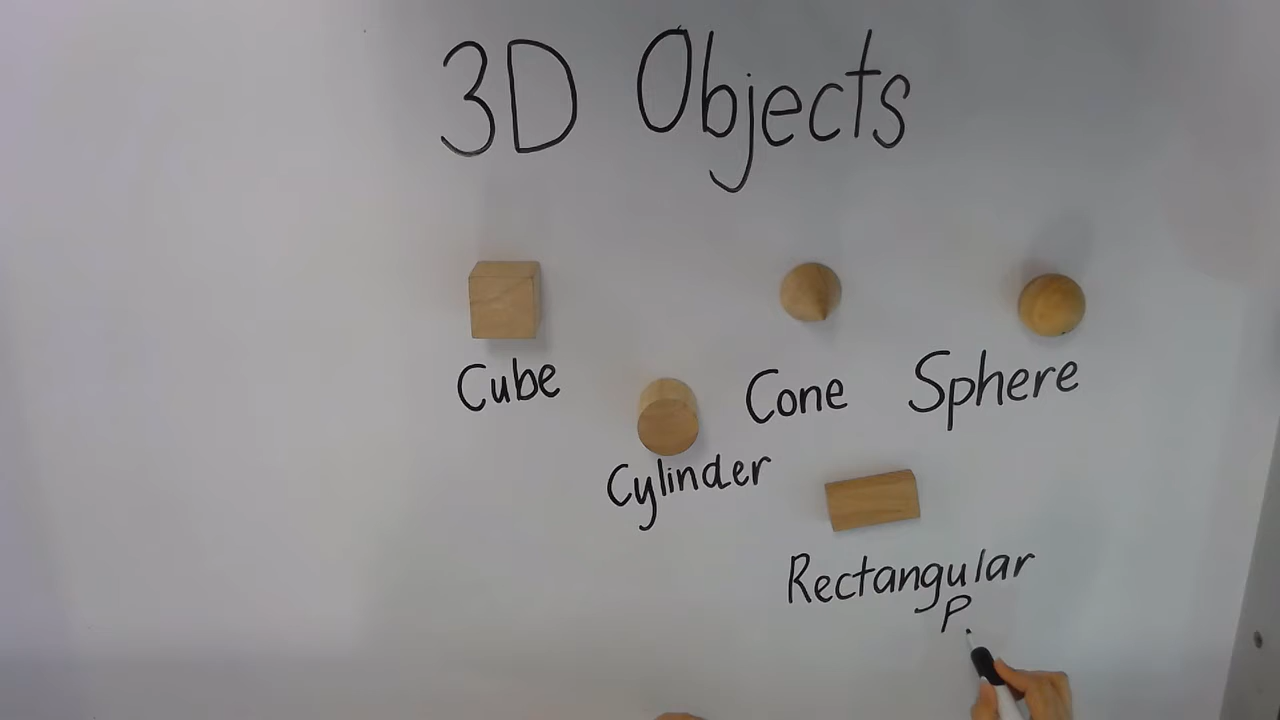 3D Objects
Cube
Cone
Sphere
Cylinder
Rectangular
P